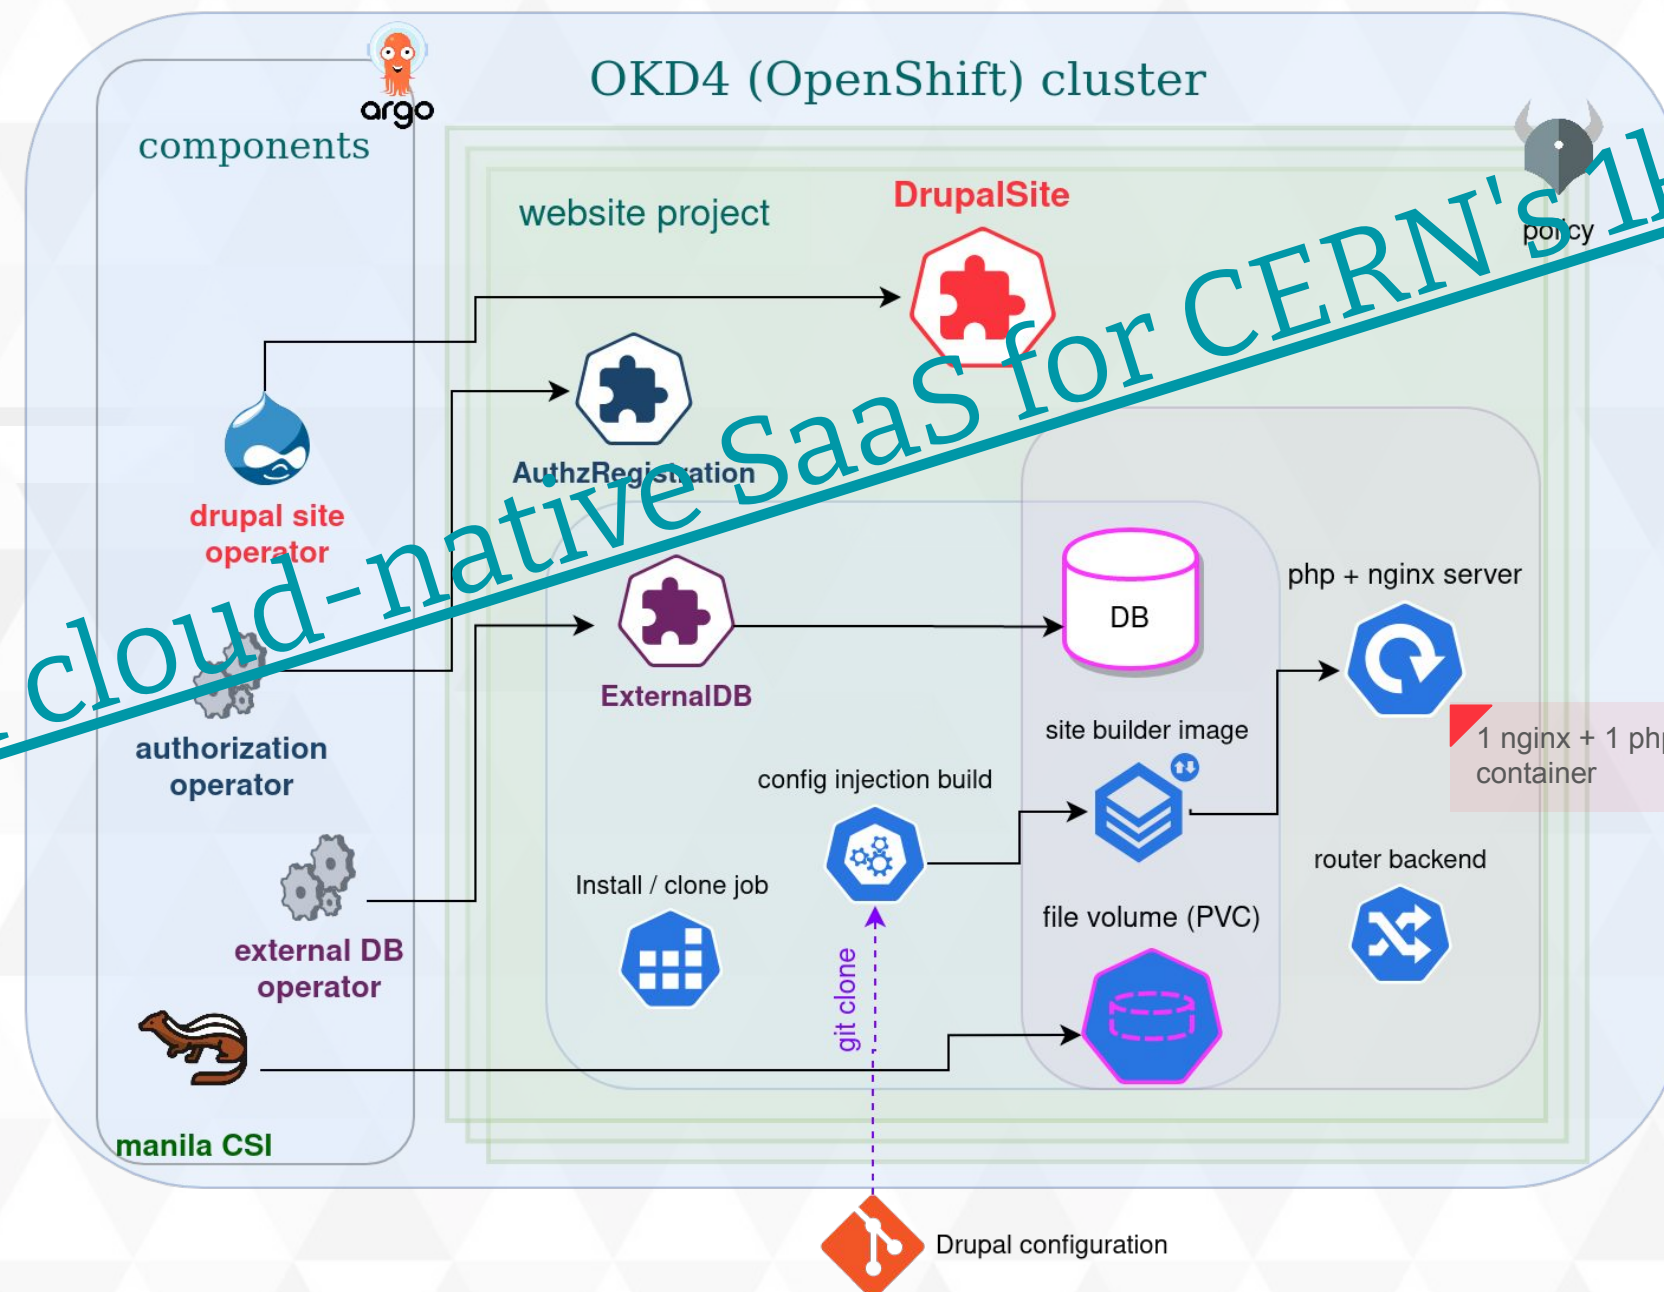 OKD4 (OpenShift) cluster
argo
components
website project
DrupalSite
policy
cloud-native SaaS for CERN's
AuthzRegistration
drupal site
operator
DB
php + nginx server
ExternalDB
authorization
operator
site builder image
1 nginx + 1 php
container
config injection build
router backend
Install / clone job
file volume (PVC)
external DB
operator
git clone
manila CSI
Drupal configuration